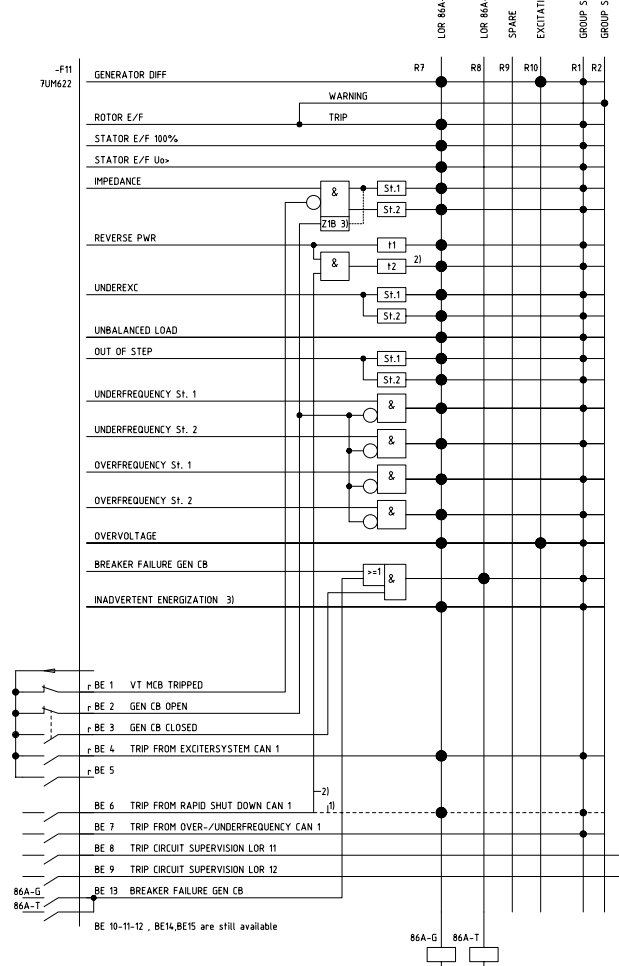 LOR 86A-
LOR 86A-
SPARE
EXCITATI
GROUP S
GROUP S
-F11
7UM622
R7 R8 R9 R10 R1 R2
GENERATOR DIFF
WARNING
ROTOR E/F TRIP
STATOR E/F 100%
STATOR E/F Uo>
IMPEDANCE & St.1
St.2
Z1B 3)
REVERSE PWR t1
& t2 2)
UNDEREXC St.1
St.2
UNBALANCED LOAD
OUT OF STEP St.1
St.2
UNDERFREQUENCY St. 1 &
UNDERFREQUENCY St. 2 &
OVERFREQUENCY St. 1 &
OVERFREQUENCY St. 2 &
OVERVOLTAGE
BREAKER FAILURE GEN CB >=1 &
INADVERTENT ENERGIZATION 3)
BE 1 VT MCB TRIPPED
BE 2 GEN CB OPEN
BE 3 GEN CB CLOSED
BE 4 TRIP FROM EXCITERSYSTEM CAN 1
BE 5
2)
BE 6 TRIP FROM RAPID SHUT DOWN CAN 1 1)
BE 7 TRIP FROM OVER-/UNDERFREQUENCY CAN 1
BE 8 TRIP CIRCUIT SUPERVISION LOR 11
BE 9 TRIP CIRCUIT SUPERVISION LOR 12
86A-G BE 13 BREAKER FAILURE GEN CB
86A-T
BE 10-11-12 , BE14,BE15 are still available
86A-G 86A-T